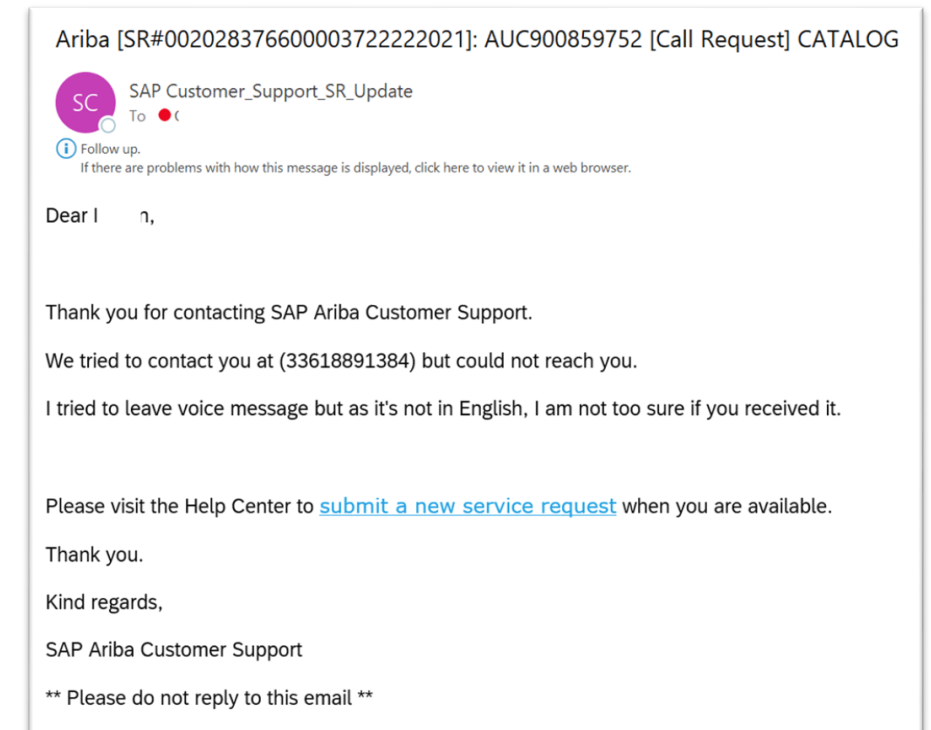 Ariba [SR#002028376600003722222021]: AUC900859752 [Call Request] CATALOG
SC
SAP Customer_Support_SR_Update
To
Follow up.
If there are problems with how this message is displayed, click here to view it in a web browser.
Dear
Thank you for contacting SAP Ariba Customer Support.
We tried to contact you at (33618891384) but could not reach you.
I tried to leave voice message but as it's not in English, I am not too sure if you received it.
Please visit the Help Center to submit a new service request when you are available.
Thank you.
Kind regards,
SAP Ariba Customer Support
** Please do not reply to this email **